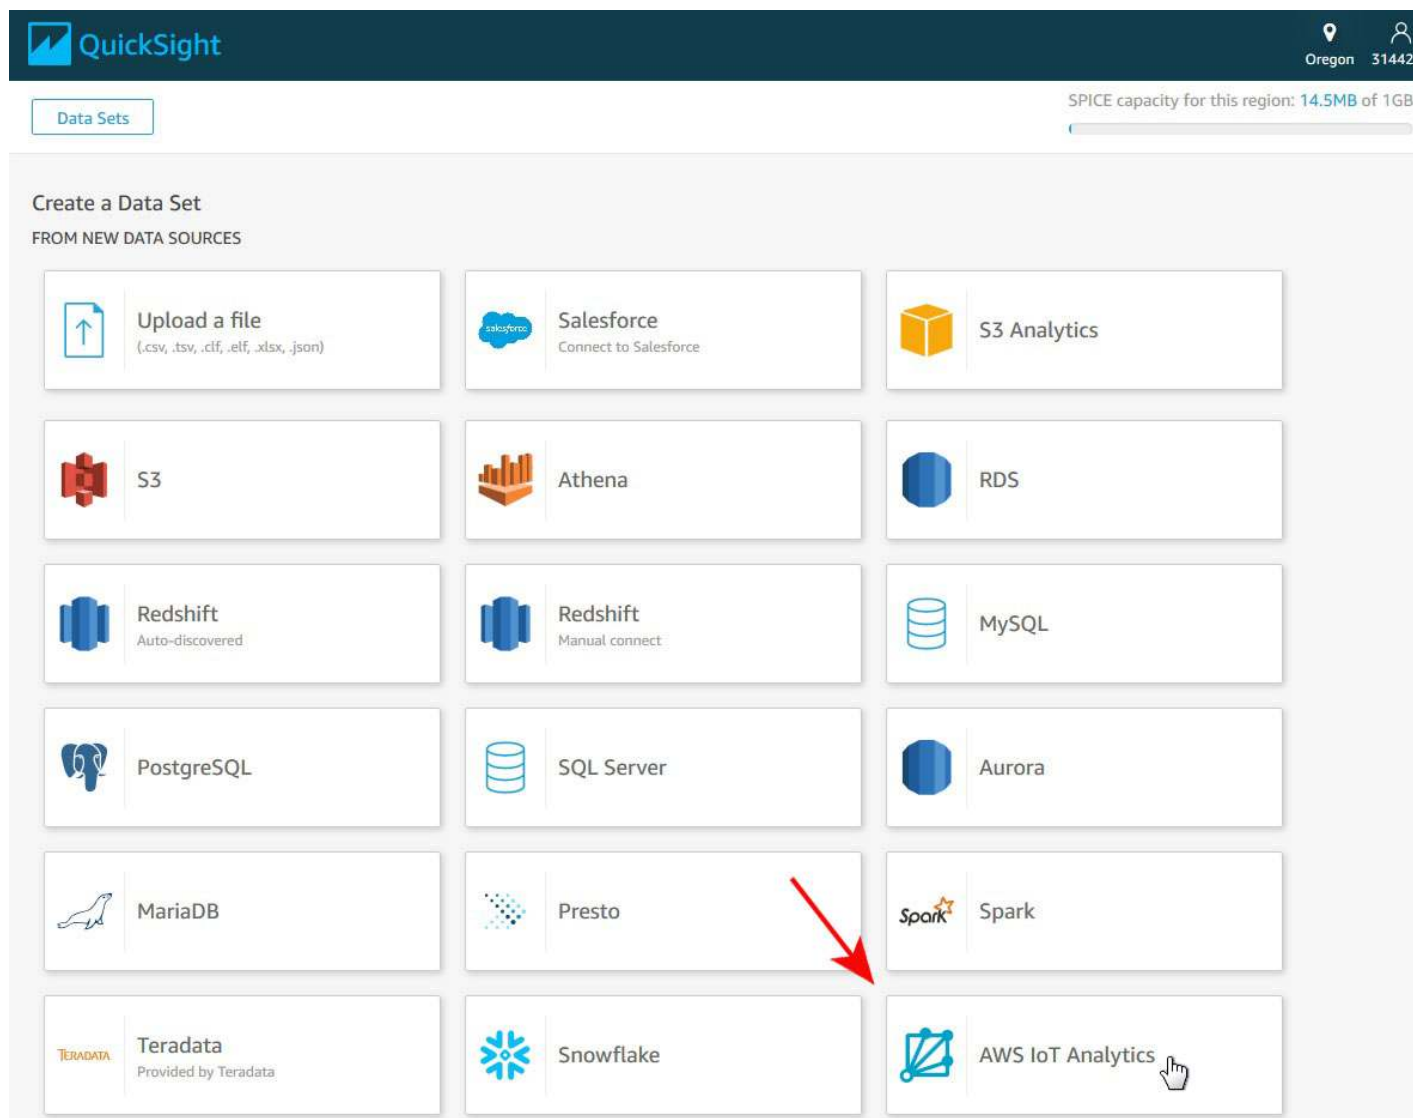 QuickSight
Oregon 31442
Data Sets
SPICE capacity for this region: 14.5MB of 1GB
Create a Data Set
FROM NEW DATA SOURCES
Upload a file
(.csv, .tsv, .clf, .elf, .xlsx, .json)
salesforce
Salesforce
Connect to Salesforce
S3 Analytics
S3
Athena
RDS
Redshift
Auto-discovered
Redshift
Manual connect
MySQL
PostgreSQL
SQL Server
Aurora
MariaDB
Presto
Spark
Spark
TERADATA
Teradata
Provided by Teradata
Snowflake
AWS IoT Analytics